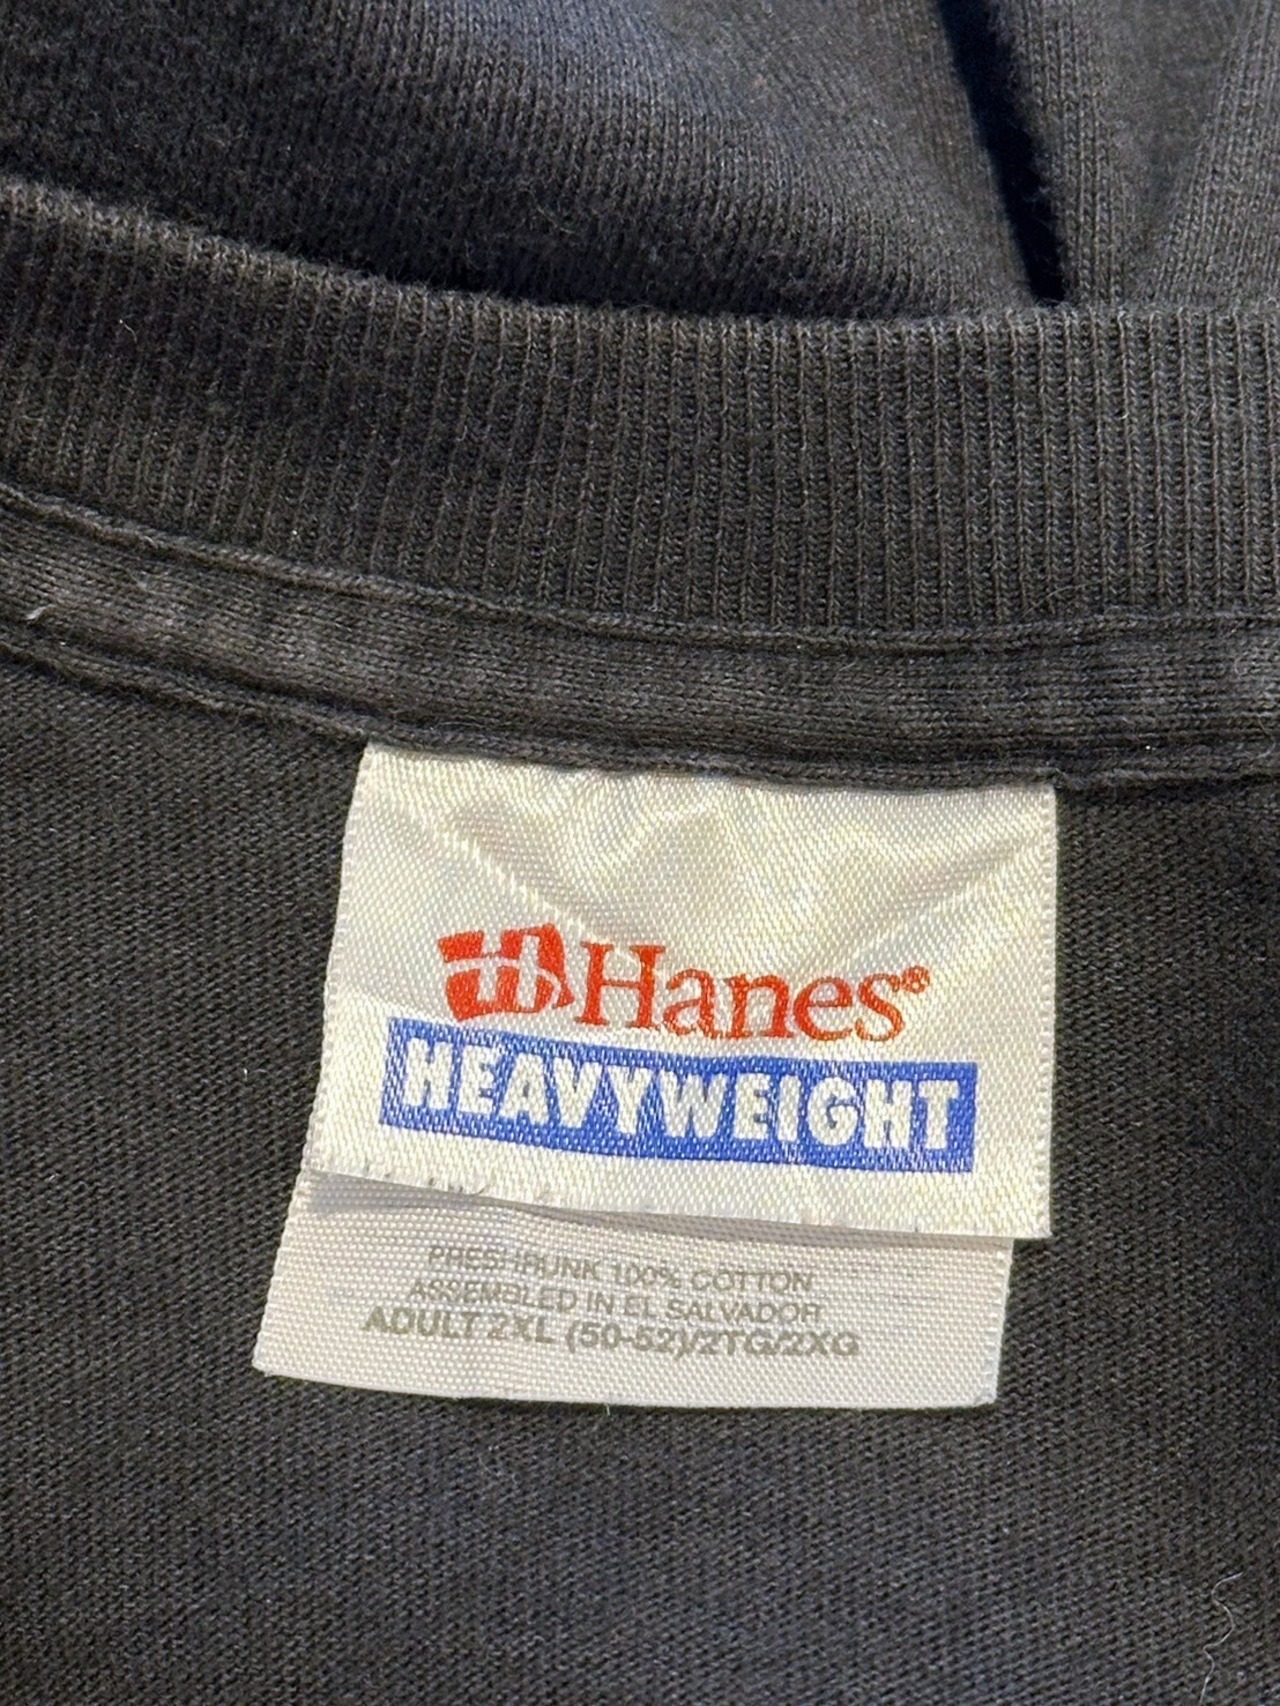 Hanes®
HEAVYWEIGHT
PRESHRUNK 100% COTTON
ASSEMBLED IN EL SALVADOR
ADULT 2XL (50-52)/2TG/2XG